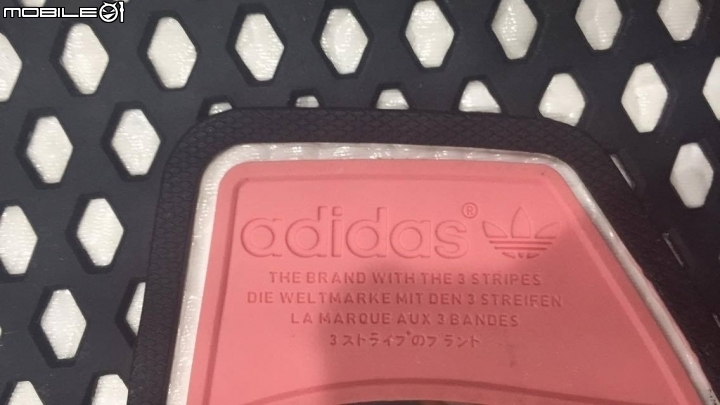 MOBILE01
adidas®
THE BRAND WITH THE 3 STRIPES
DIE WELTMARKE MIT DEN 3 STREIFEN
LA MARQUE AUX 3 BANDES
3ストライプのブランド